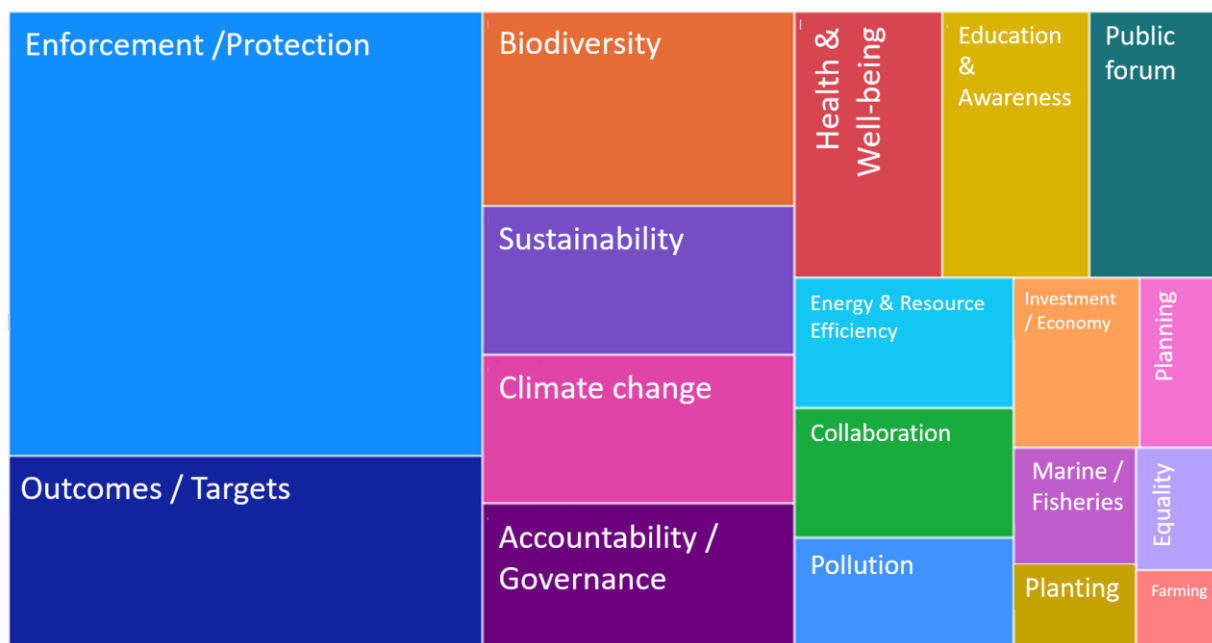 Enforcement /Protection
Outcomes / Targets
Biodiversity
Sustainability
Climate change
Accountability /
Governance
Health &
Well-being
Education
&
Awareness
Public
forum
Energy & Resource
Efficiency
Collaboration
Pollution
Investment
/ Economy
Planning
Marine /
Fisheries
Equality
Planting
Farming